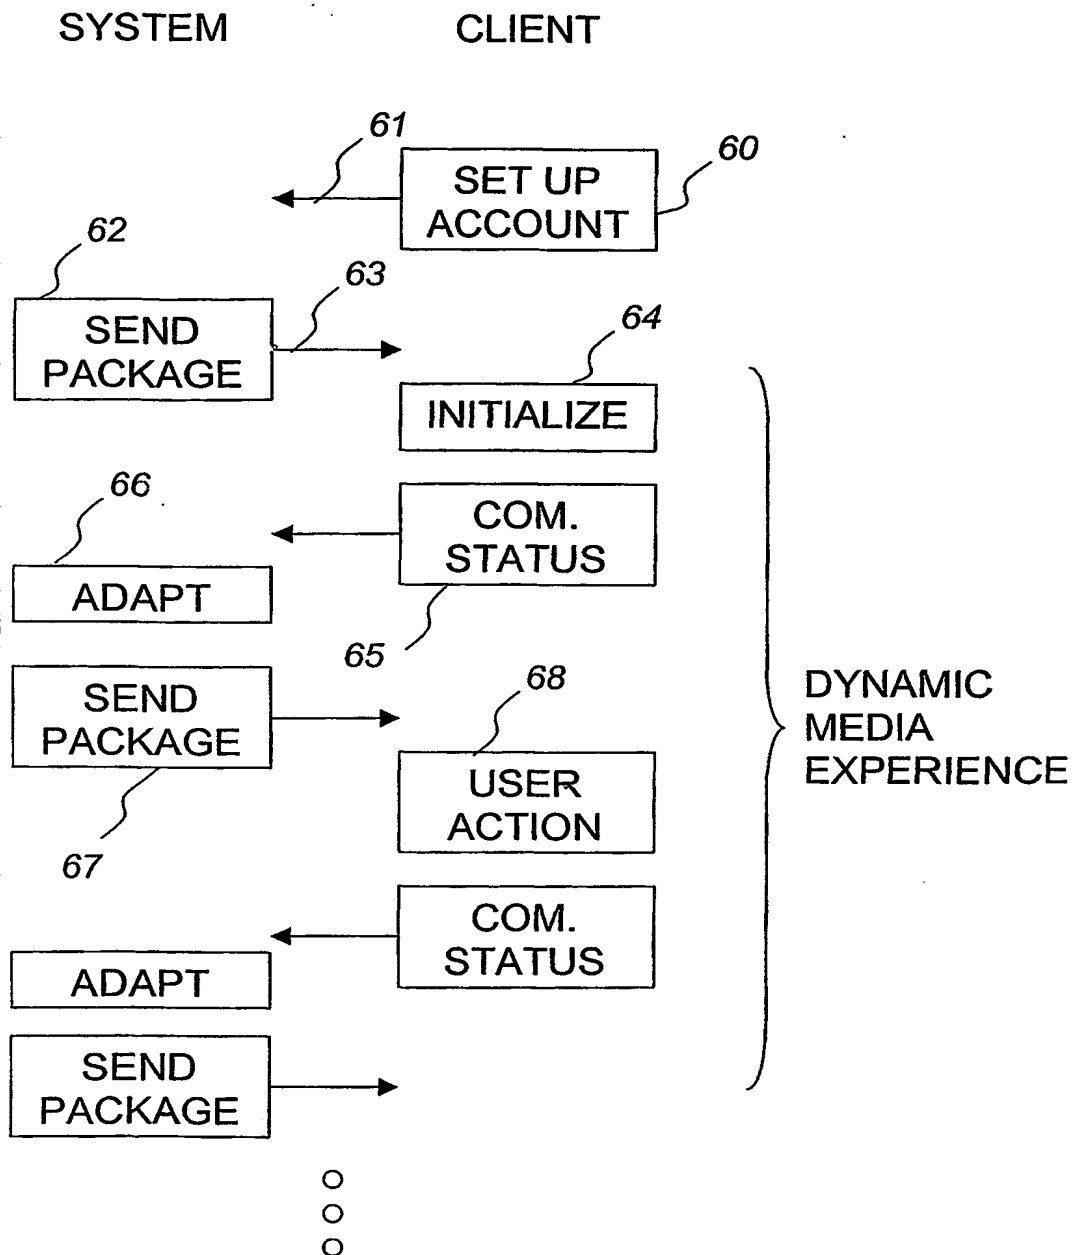 SYSTEM CLIENT
61
SET UP
ACCOUNT
60
62
SEND
PACKAGE
63
64
INITIALIZE
66
COM.
STATUS
ADAPT
65
SEND
PACKAGE
67
68
USER
ACTION
DYNAMIC
MEDIA
EXPERIENCE
COM.
STATUS
ADAPT
SEND
PACKAGE